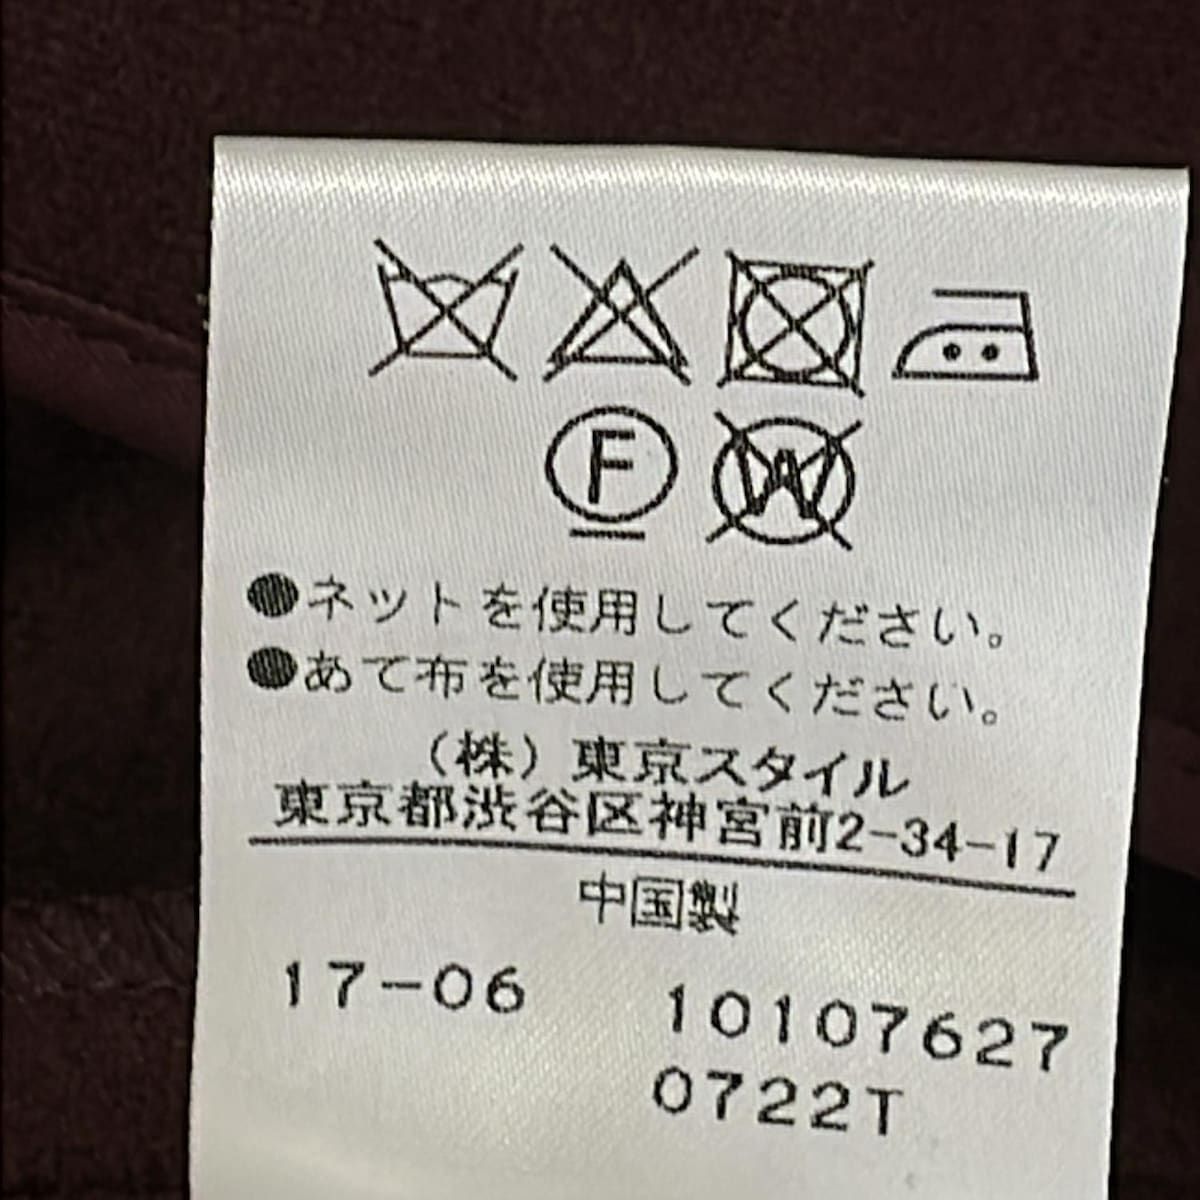 F W
●ネットを使用してください。
●あて布を使用してください。
(株)東京スタイル
東京都渋谷区神宮前2-34-17
中国製
17-06 10107627
0722T